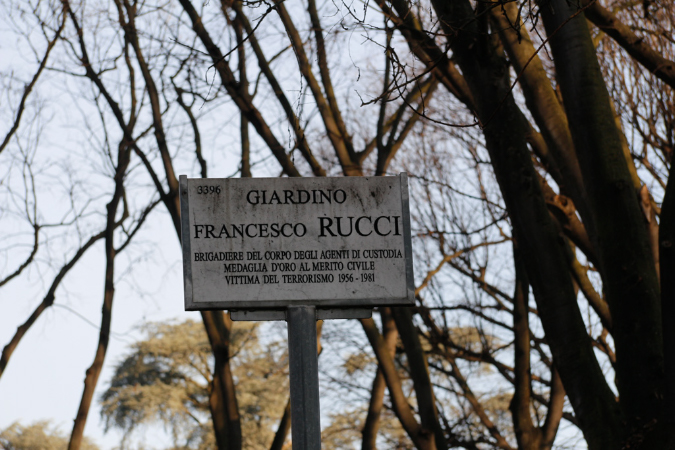 3396
GIARDINO
FRANCESCO RUCCI
BRIGADIERE DEL CORPO DEGLI AGENTI DI CUSTODIA
MEDAGLIA D'ORO AL MERITO CIVILE
VITTIMA DEL TERRORISMO 1956 - 1981